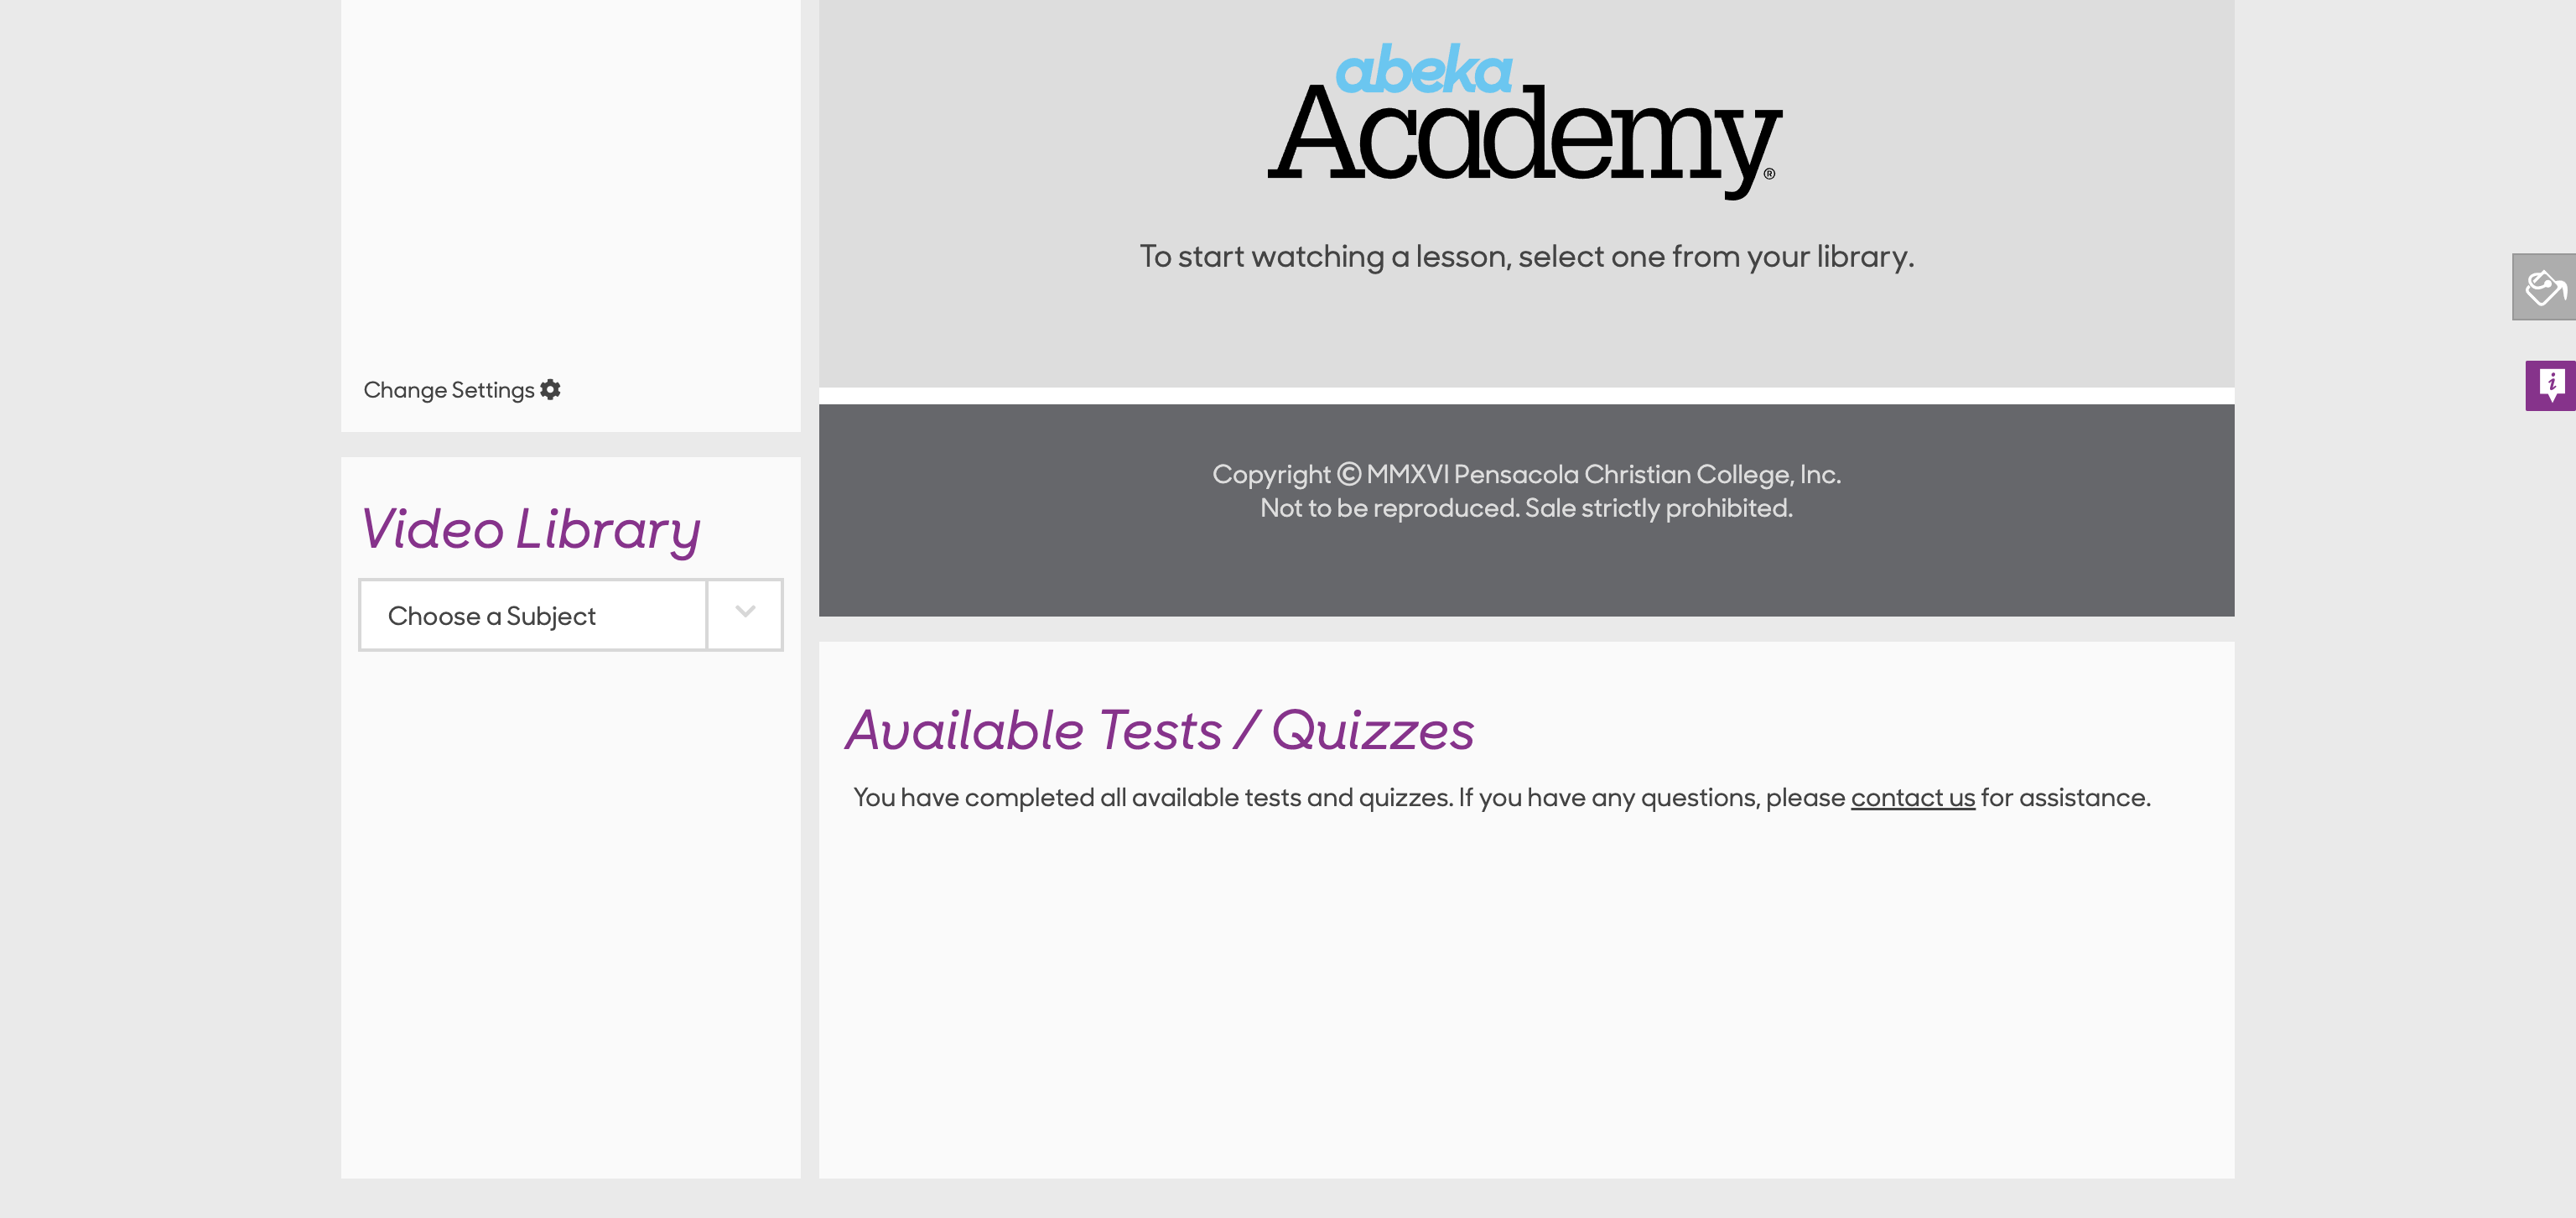 abeka
Academy®
To start watching a lesson, select one from your library.
Change Settings
Copyright © MMXVI Pensacola Christian College, Inc.
Not to be reproduced. Sale strictly prohibited.
Video Library
Choose a Subject
Available Tests / Quizzes
You have completed all available tests and quizzes. If you have any questions, please contact us for assistance.